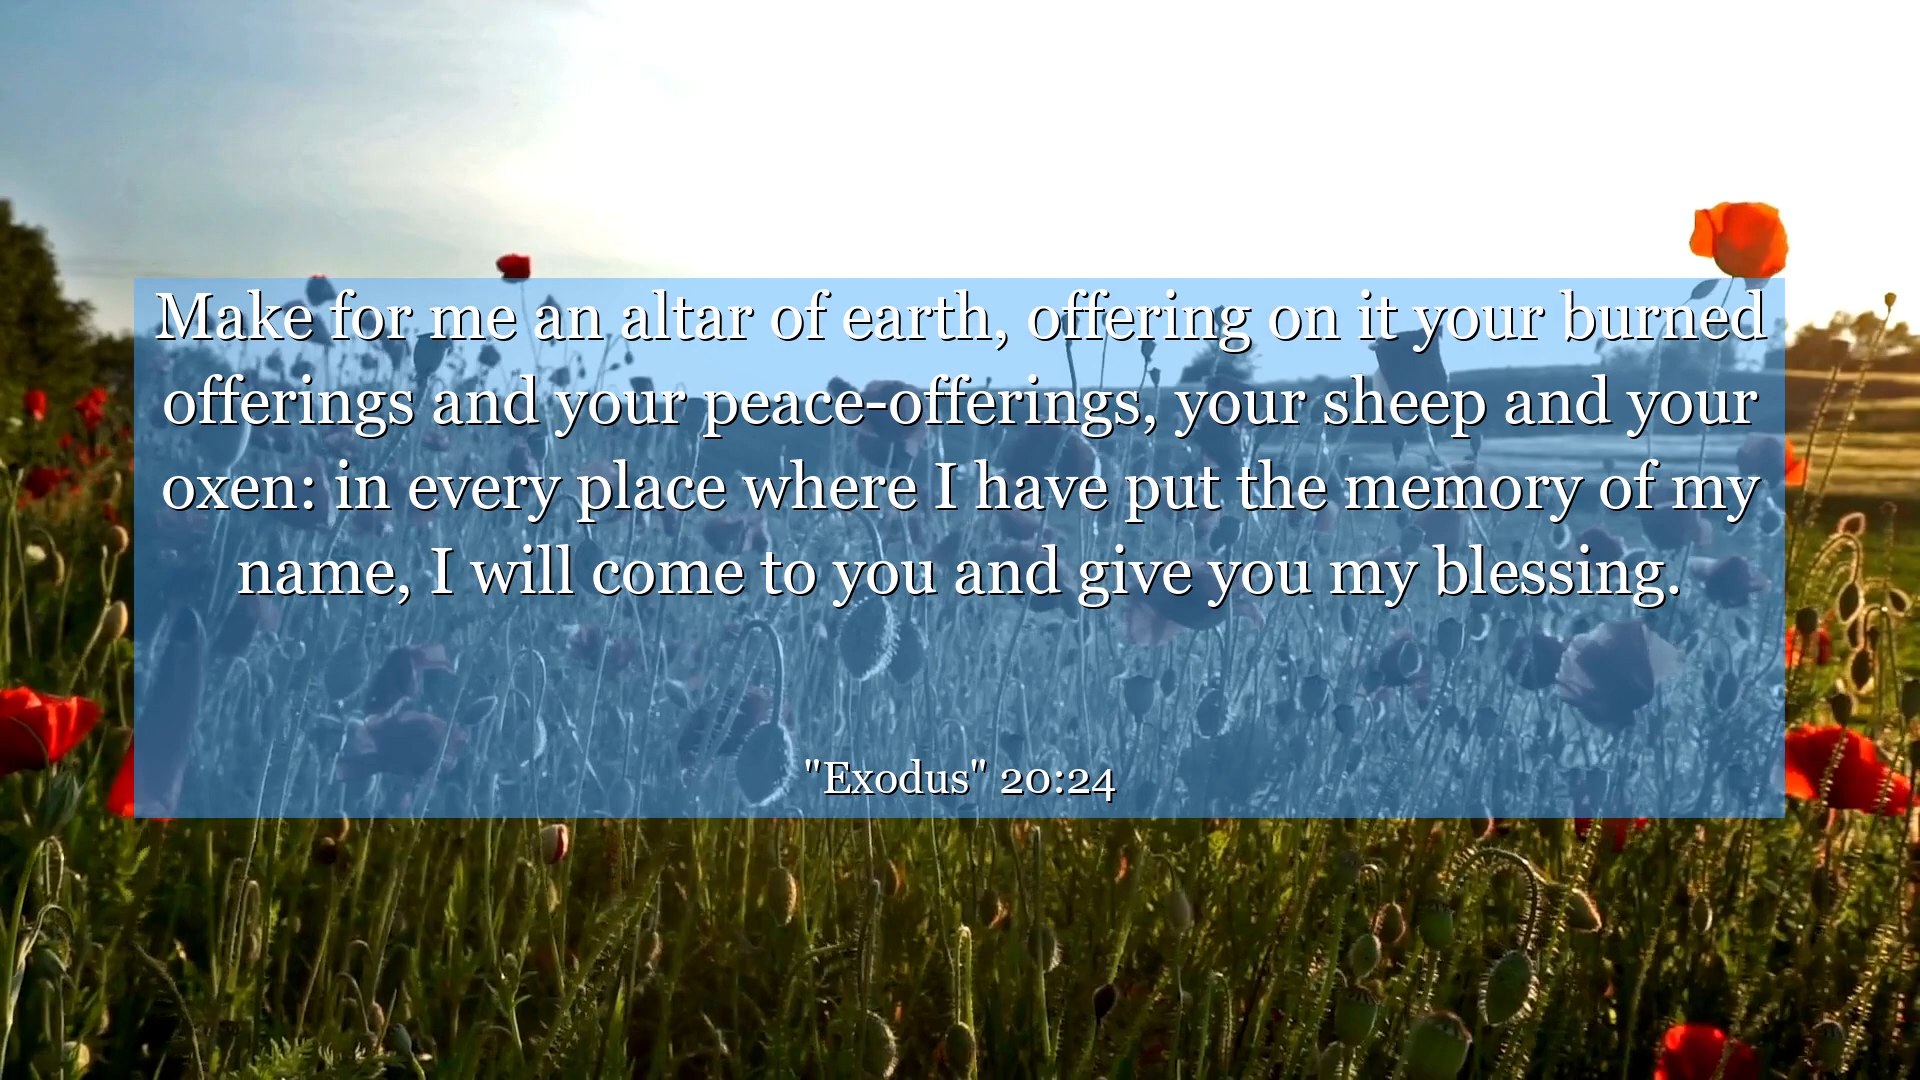 Make for me an altar of earth, offering on it your burned
offerings and your peace-offerings, your sheep and your
oxen: in every place where I have put the memory of my
name, I will come to you and give you my blessing.
"Exodus" 20:24